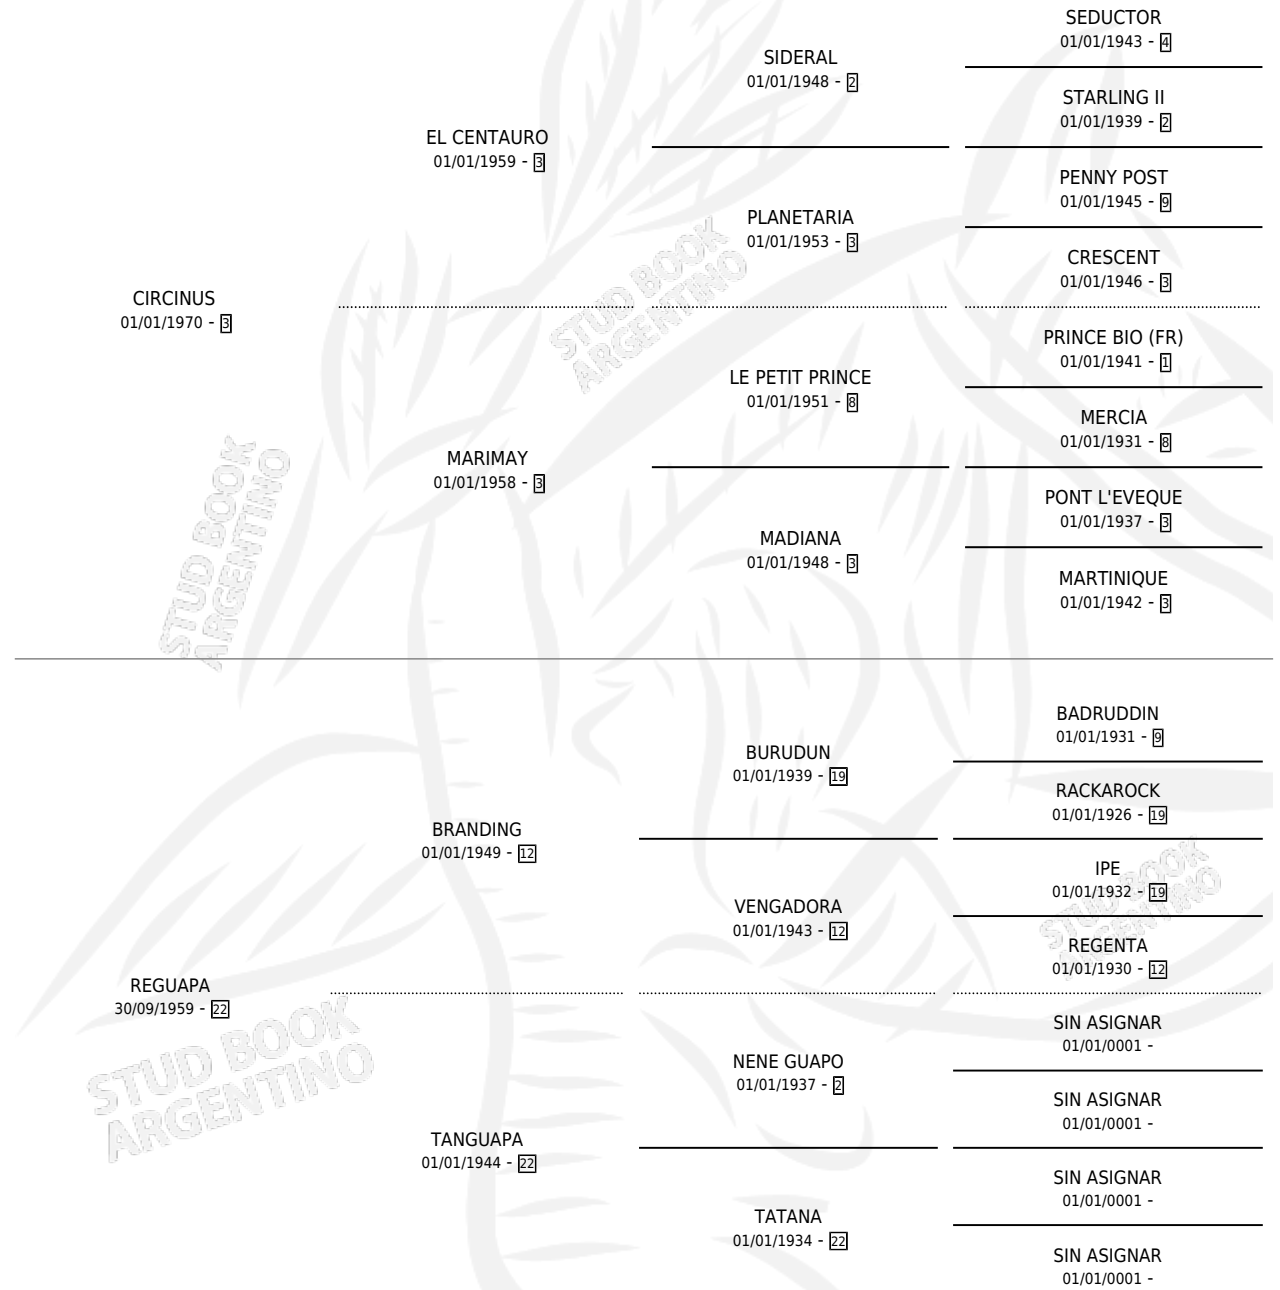 SEDUCTOR
01/01/1943 - 4
SIDERAL
01/01/1948 - 2
STARLING II
01/01/1939 - 2
EL CENTAURO
01/01/1959 - 3
PENNY POST
01/01/1945 - 9
PLANETARIA
01/01/1953 - 3
CRESCENT
01/01/1946 - 3
CIRCINUS
01/01/1970 - 3
PRINCE BIO (FR)
01/01/1941 - 1
LE PETIT PRINCE
01/01/1951 - 8
MERCIA
01/01/1931 - 8
MARIMAY
01/01/1958 - 3
PONT L'EVEQUE
01/01/1937 - 3
MADIANA
01/01/1948 - 3
MARTINIQUE
01/01/1942 - 3
BADRUDDIN
01/01/1931 - 9
BURUDUN
01/01/1939 - 19
RACKAROCK
01/01/1926 - 19
BRANDING
01/01/1949 - 12
IPE
01/01/1932 - 19
VENGADORA
01/01/1943 - 12
REGENTA
01/01/1930 - 12
REGUAPA
30/09/1959 - 22
SIN ASIGNAR
01/01/0001 -
NENE GUAPO
01/01/1937 - 2
SIN ASIGNAR
01/01/0001 -
TANGUAPA
01/01/1944 - 22
SIN ASIGNAR
01/01/0001 -
TATANA
01/01/1934 - 22
SIN ASIGNAR
01/01/0001 -
STUD BOOK
ARGENTINO
STUD BOOK
ARGENTINO
STUD BOOK
ARGENTINO
STUD BOOK
ARGENTINO